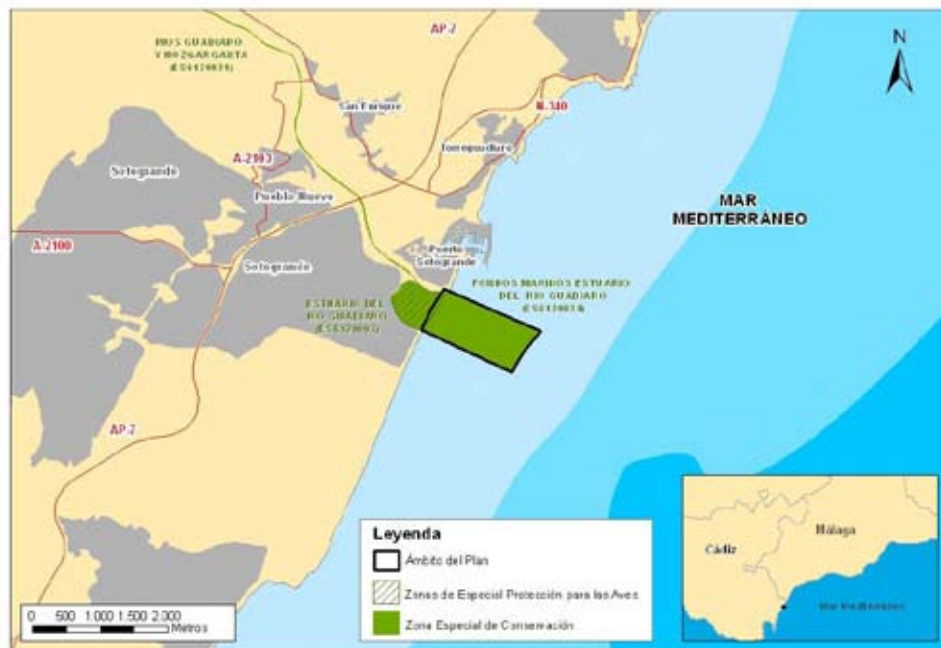 AP-7
N
RIOS GUADIARO
Y HOZGARGANTA
San Enrique
N-340
Torreguadiaro
A-2103
Sotogrande
Pueblo Nuevo
MAR
MEDITERRÁNEO
A-2100
Sotogrande
Puerto
Sotogrande
FONDOS MARINOS ESTUARIO
DEL RIO GUADIARO
ESTUARIO DEL
RIO GUADIARO
AP-7
Leyenda
Ámbito del Plan
Zonas de Especial Protección para las Aves
Zona Especial de Conservación
0 500 1.000 1.500 2.000
Metros
Málaga
Cádiz
Mar Mediterráneo